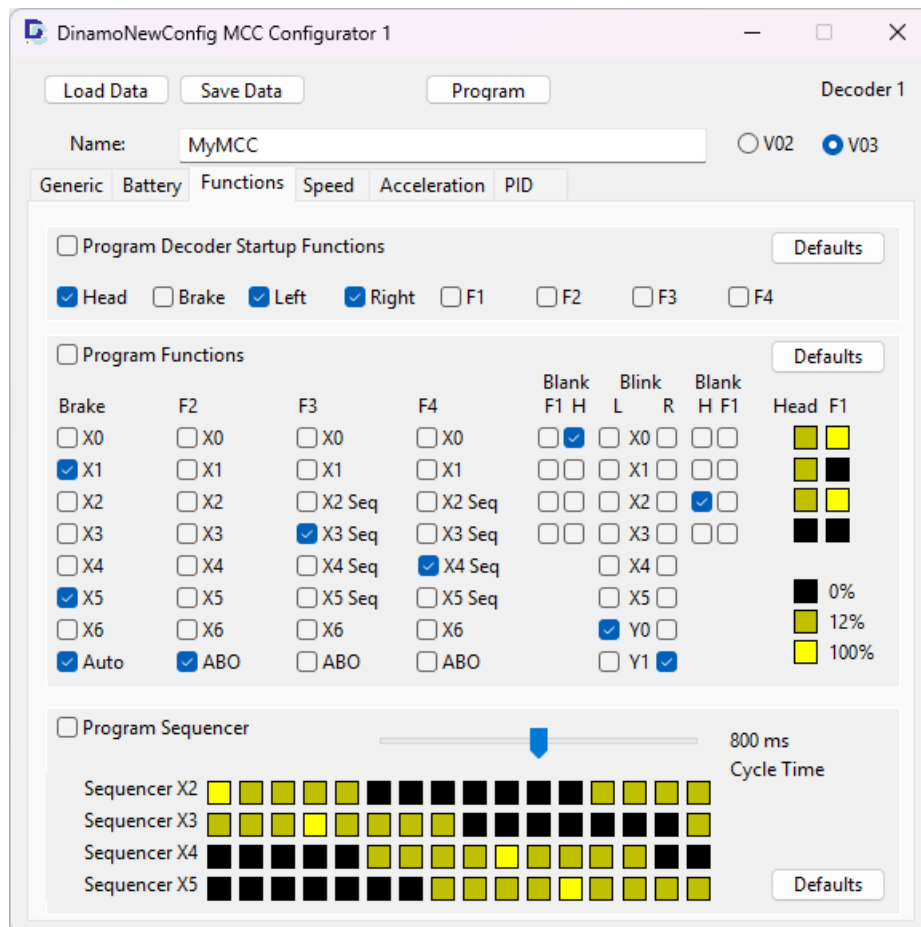 DinamoNewConfig MCC Configurator 1
Load Data Save Data Program Decoder 1
Name: MyMCC V02 V03
Generic Battery Functions Speed Acceleration PID
Program Decoder Startup Functions Defaults
Head Brake Left Right F1 F2 F3 F4
Program Functions Defaults
Blank Blink Blank
Brake F2 F3 F4 F1 H L R H F1 Head F1
X0 X0 X0 X0 X0
X1 X1 X1 X1 X1
X2 X2 X2 Seq X2 Seq X2
X3 X3 X3 Seq X3 Seq X3
X4 X4 X4 Seq X4 Seq X4
X5 X5 X5 Seq X5 Seq X5 0%
X6 X6 X6 X6 Y0 12%
Auto ABO ABO ABO Y1 100%
Program Sequencer 800 ms
Cycle Time
Sequencer X2
Sequencer X3
Sequencer X4
Sequencer X5 Defaults